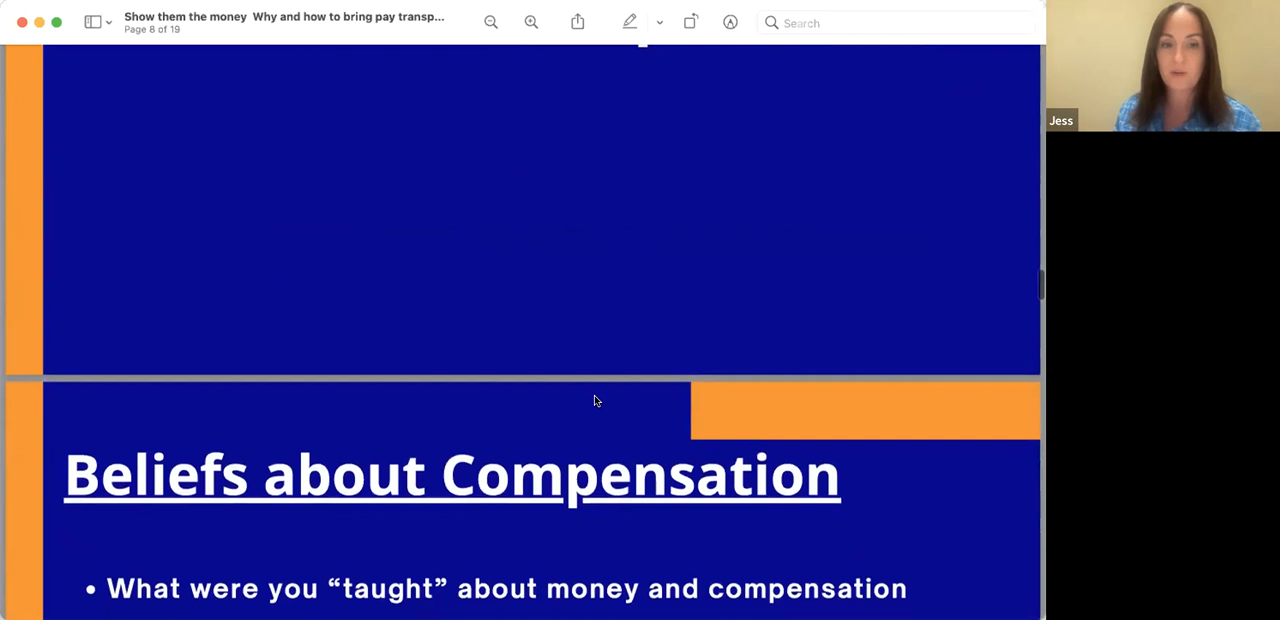 Show them the money  Why and how to bring pay transp...
Page 8 of 19
Search
Jess
Beliefs about Compensation
• What were you “taught” about money and compensation